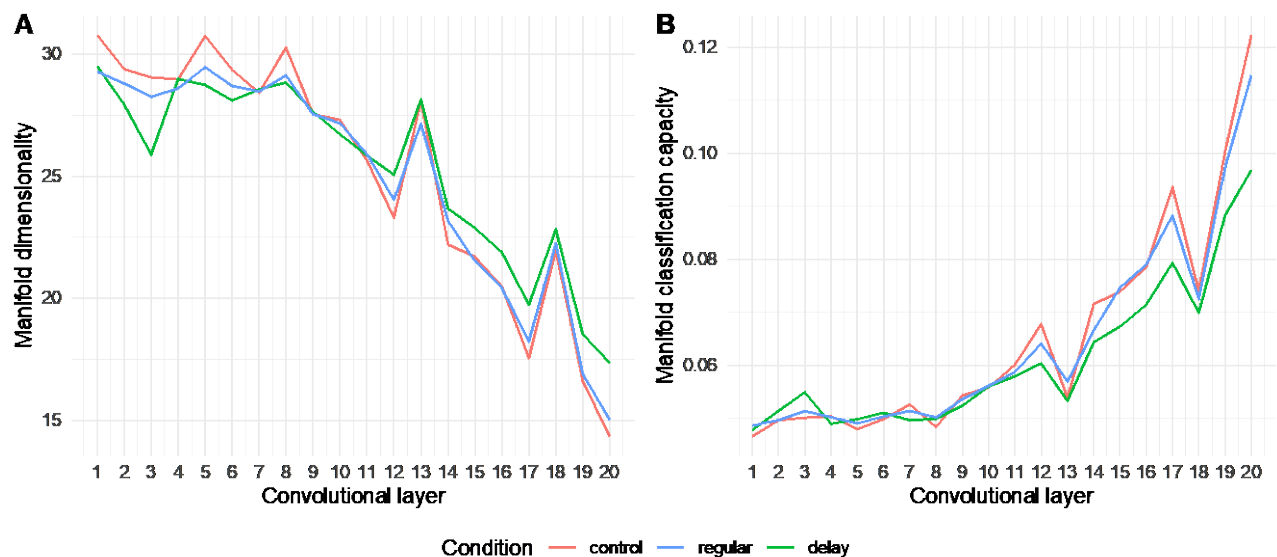 A
Manifold dimensionality
30
25
20
15
1 2 3 4 5 6 7 8 9 10 11 12 13 14 15 16 17 18 19 20
Convolutional layer
B
Manifold classification capacity
0.12
0.10
0.08
0.06
1 2 3 4 5 6 7 8 9 10 11 12 13 14 15 16 17 18 19 20
Convolutional layer
Condition control regular delay